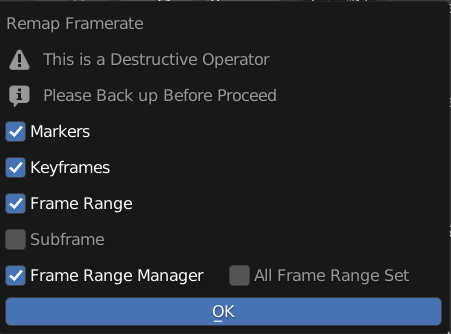 Remap Framerate
This is a Destructive Operator
Please Back up Before Proceed
Markers
Keyframes
Frame Range
Subframe
Frame Range Manager All Frame Range Set
OK